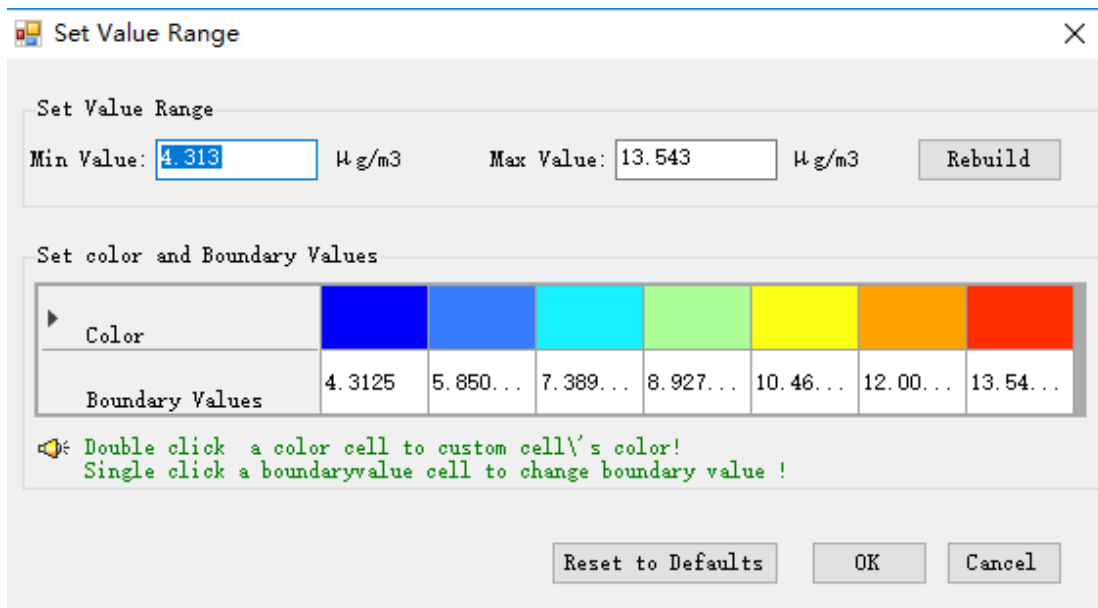 Set Value Range
Set Value Range
Min Value: 4.313 μg/m3 Max Value: 13.543 μg/m3 Rebuild
Set color and Boundary Values
Color
Boundary Values 4.3125 5.850... 7.389... 8.927... 10.46... 12.00... 13.54...
Double click  a color cell to custom cell\'s color!
Single click a boundaryvalue cell to change boundary value !
Reset to Defaults OK Cancel